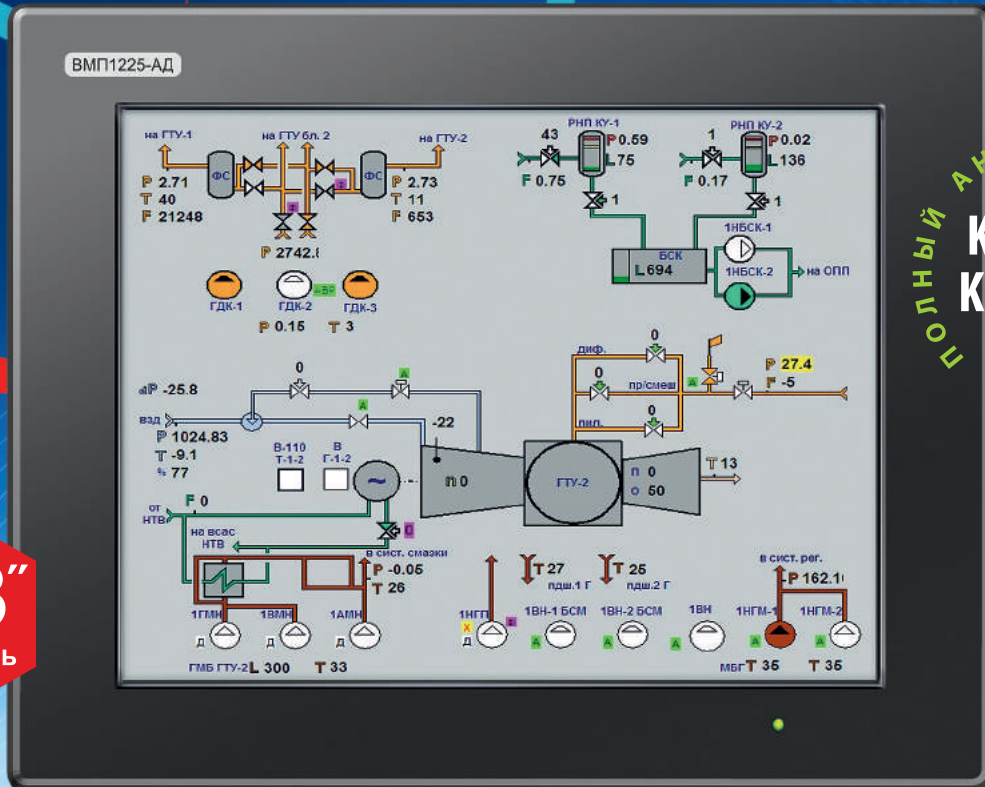 ВМП1225-АД
на ГТУ-1
на ГТУ бл. 2
на ГТУ-2
ФС
ФС
P 2.71
T 40
F 21248
P 2.73
T 11
F 653
P 2742.
ГДК-1
ГДК-2
АВР
ГДК-3
P 0.15 T 3
РНП КУ-1
РНП КУ-2
43
P 0.59
L 75
F 0.75
1
P 0.02
L 136
F 0.17
1
1
БСК
L 694
1НБСК-1
1НБСК-2
на ОПП
ПОЛНЫЙ
dP -25.8
0
A
A
взд
P 1024.83
T -9.1
% 77
В-110
Т-1-2
В
Г-1-2
~
-22
п 0
ГТУ-2
п 0
о 50
T 13
диф.
0
0
пр/смеш
пил.
0
A
P 27.4
F -5
F 0
от
НТВ
на всас
НТВ
в сист. смазки
P -0.05
T 26
1ГМН
Д
1ВМН
Д
1АМН
Д
ГМБ ГТУ-2 L 300 T 33
1НГП
X
Д
T 27
пдш.1 Г
T 25
пдш.2 Г
1ВН-1 БСМ
A
1ВН-2 БСМ
A
1ВН
A
в сист. рег.
P 162.1
1НГМ-1
A
1НГМ-2
A
МБГ T 35 T 35